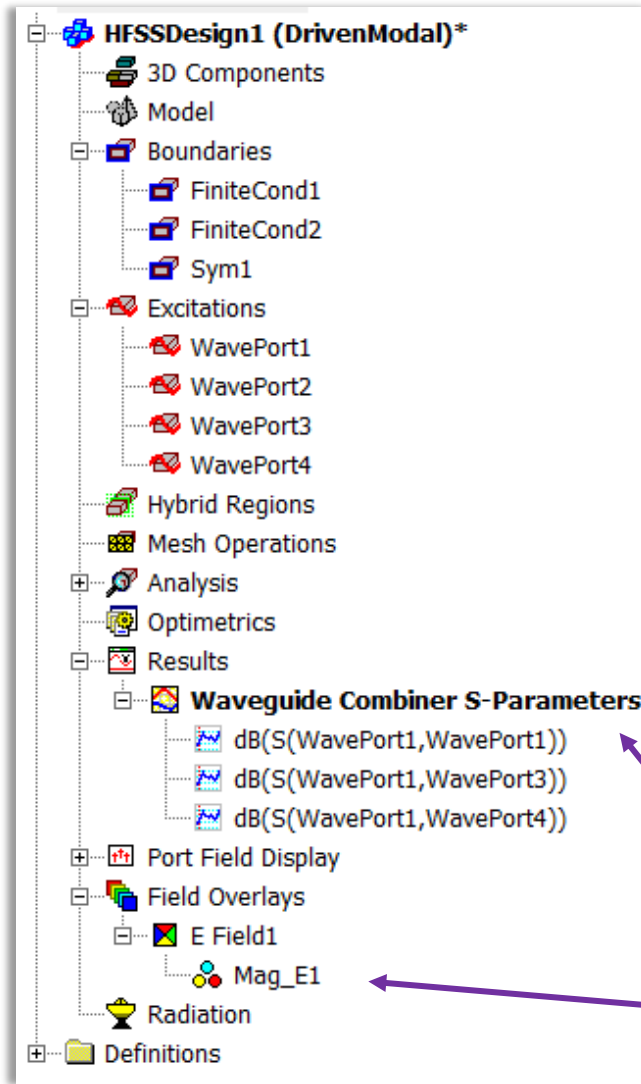 HFSSDesign1 (DrivenModal)*
3D Components
Model
Boundaries
FiniteCond1
FiniteCond2
Sym1
Excitations
WavePort1
WavePort2
WavePort3
WavePort4
Hybrid Regions
Mesh Operations
Analysis
Optimetrics
Results
Waveguide Combiner S-Parameters
dB(S(WavePort1,WavePort1))
dB(S(WavePort1,WavePort3))
dB(S(WavePort1,WavePort4))
Port Field Display
Field Overlays
E Field1
Mag_E1
Radiation
Definitions